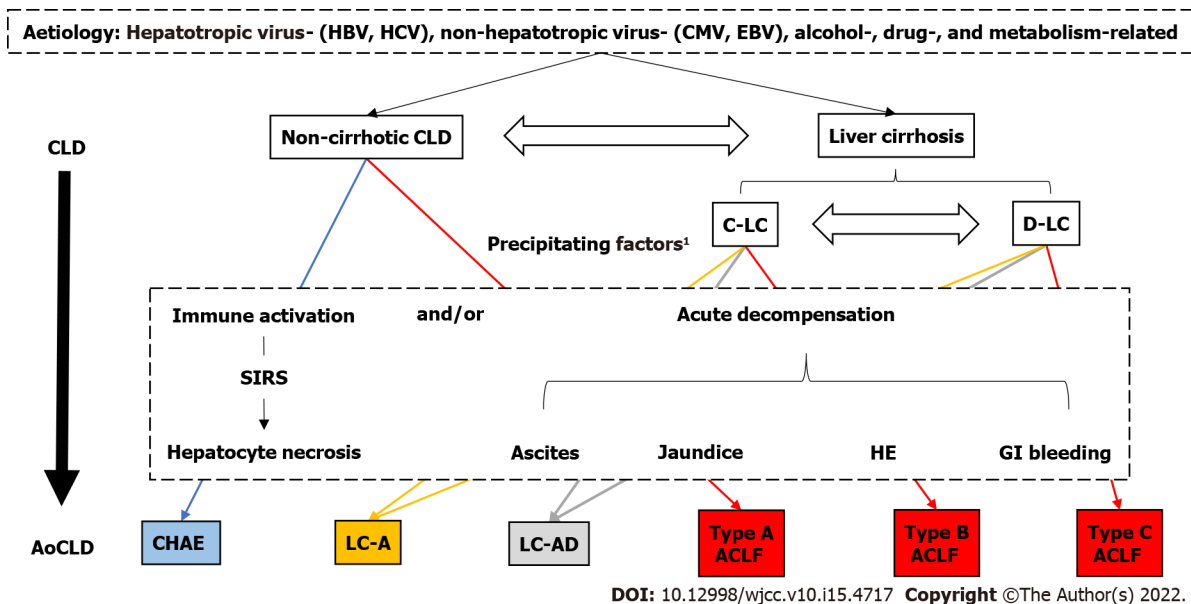 Aetiology: Hepatotropic virus- (HBV, HCV), non-hepatotropic virus- (CMV, EBV), alcohol-, drug-, and metabolism-related
CLD
Non-cirrhotic CLD
Liver cirrhosis
C-LC
D-LC
Precipitating factors¹
Immune activation
and/or
Acute decompensation
SIRS
Hepatocyte necrosis
Ascites
Jaundice
HE
GI bleeding
AoCLD
CHAE
LC-A
LC-AD
Type A
ACLF
Type B
ACLF
Type C
ACLF
DOI: 10.12998/wjcc.v10.i15.4717 Copyright ©The Author(s) 2022.